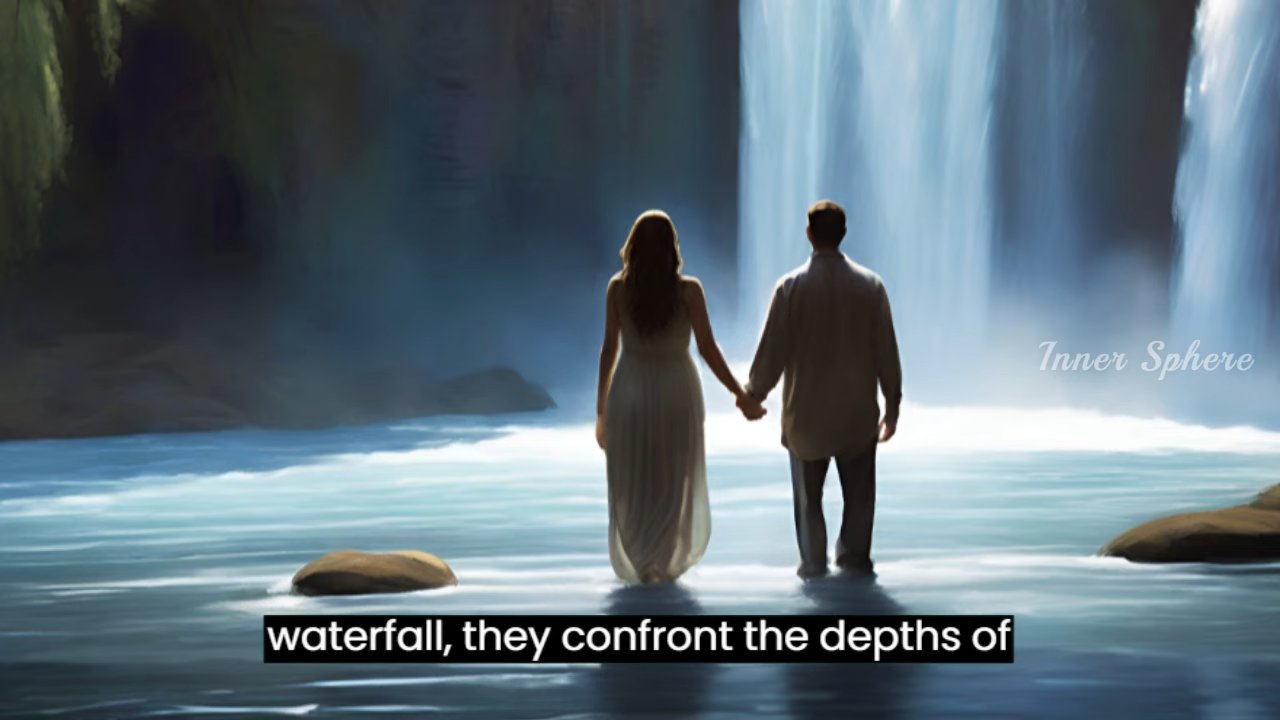 Inner Sphere
waterfall, they confront the depths of